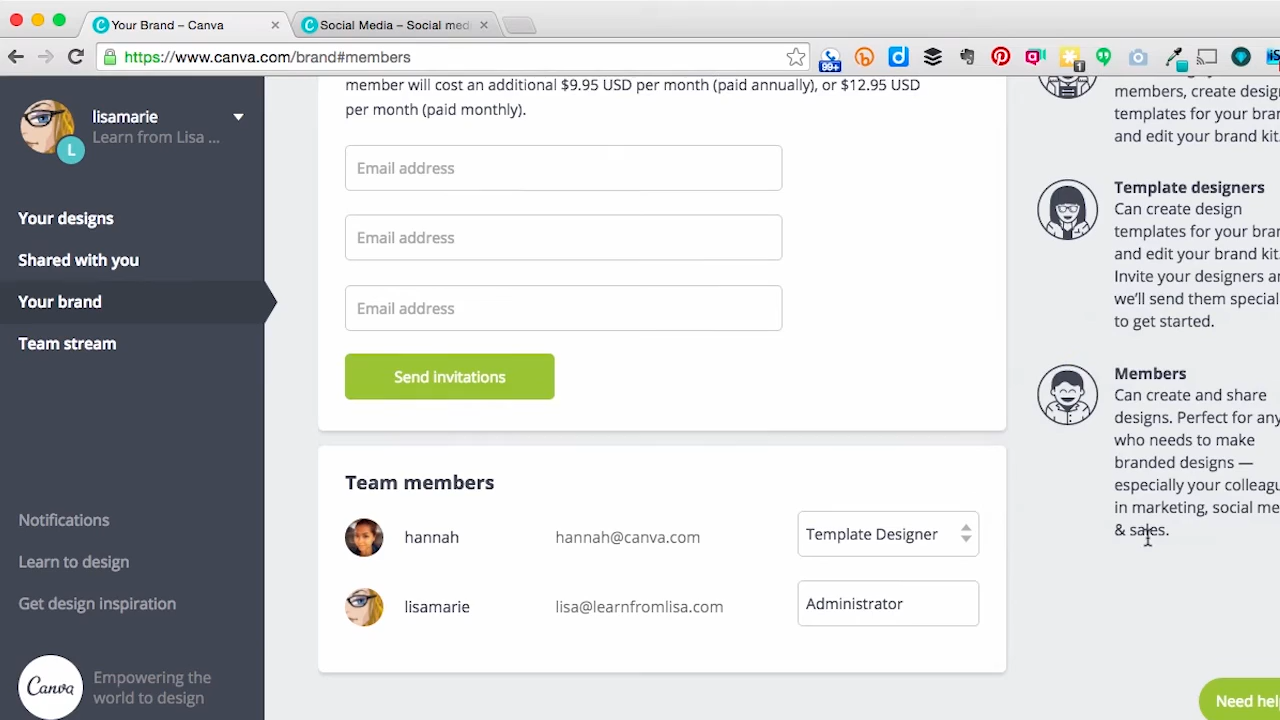 Your Brand – Canva
Social Media – Social med
https://www.canva.com/brand#members
99+
1
lisamarie
Learn from Lisa ...
L
Your designs
Shared with you
Your brand
Team stream
Notifications
Learn to design
Get design inspiration
Canva
Empowering the
world to design
member will cost an additional $9.95 USD per month (paid annually), or $12.95 USD
per month (paid monthly).
Email address
Email address
Email address
Send invitations
Team members
hannah
hannah@canva.com
Template Designer
lisamarie
lisa@learnfromlisa.com
Administrator
members, create desig
templates for your bra
and edit your brand kit.
Template designers
Can create design
templates for your bra
and edit your brand kit.
Invite your designers a
we'll send them special
to get started.
Members
Can create and share
designs. Perfect for any
who needs to make
branded designs —
especially your colleagu
in marketing, social me
& sales.
Need hel